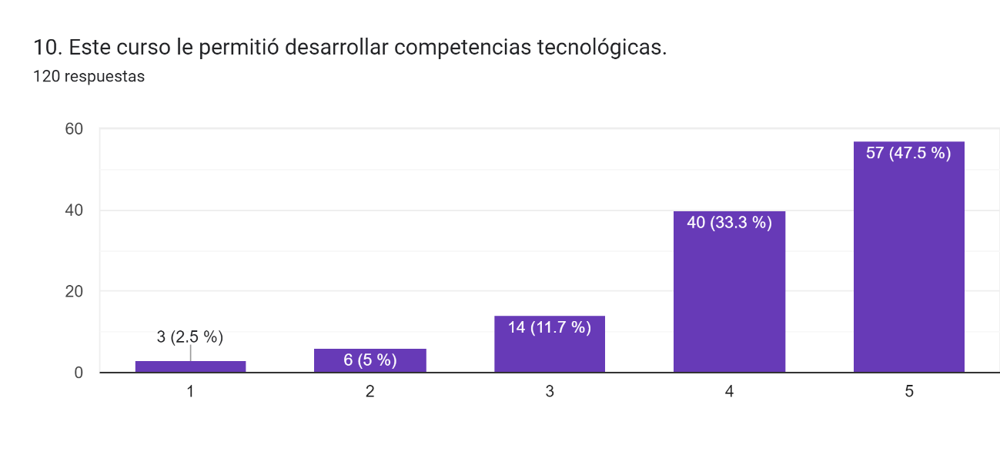 10. Este curso le permitió desarrollar competencias tecnológicas.
120 respuestas
60
40
20
0
3 (2.5 %)
6 (5 %)
14 (11.7 %)
40 (33.3 %)
57 (47.5 %)
1
2
3
4
5